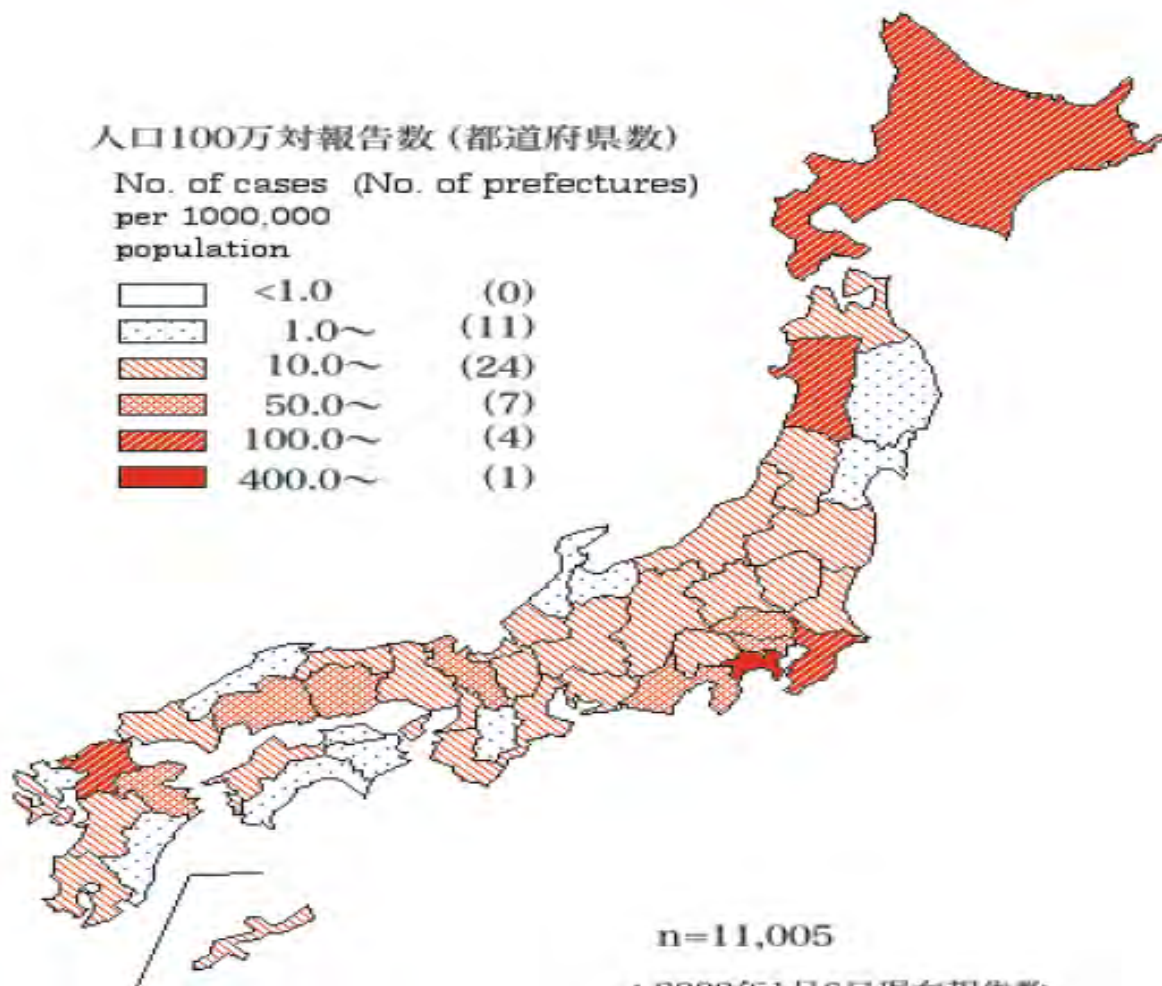 人口100万対報告数 (都道府県数)
No. of cases (No. of prefectures)
per 1000,000
population
<1.0 (0)
1.0～ (11)
10.0～ (24)
50.0～ (7)
100.0～ (4)
400.0～ (1)
n=11,005